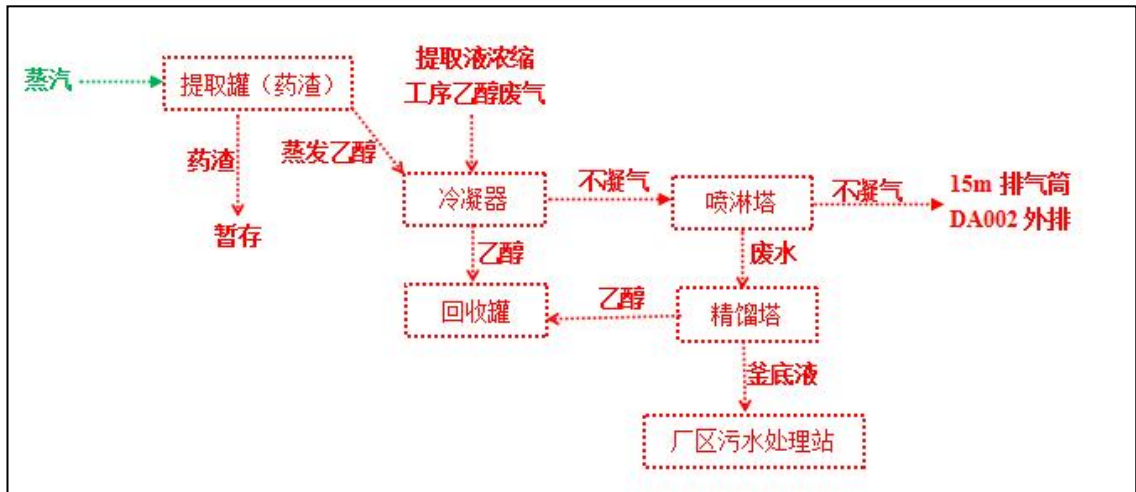 蒸汽
提取罐（药渣）
提取液浓缩
工序乙醇废气
药渣
蒸发乙醇
暂存
冷凝器
不凝气
喷淋塔
不凝气
15m 排气筒
DA002 外排
乙醇
废水
回收罐
乙醇
精馏塔
釜底液
厂区污水处理站